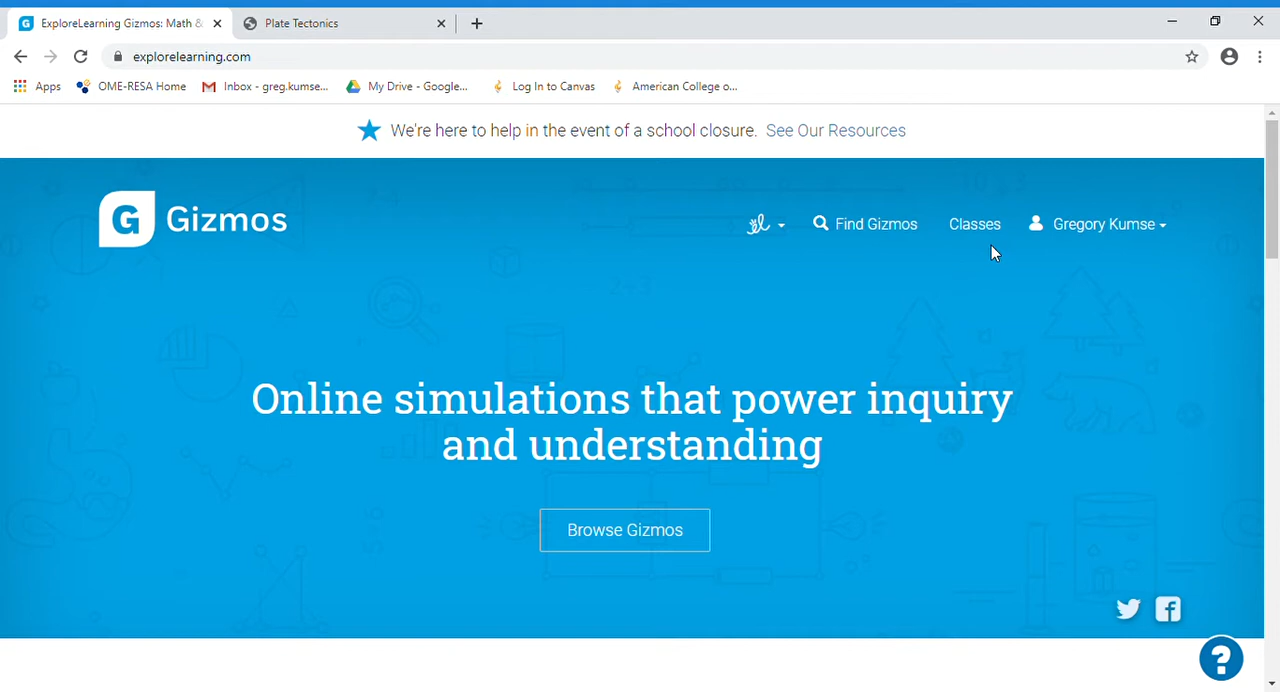 ExploreLearning Gizmos: Math &
Plate Tectonics
explorelearning.com
Apps
OME-RESA Home
Inbox - greg.kumse...
My Drive - Google...
Log In to Canvas
American College o...
We're here to help in the event of a school closure. See Our Resources
G Gizmos
el
Find Gizmos
Classes
Gregory Kumse
Online simulations that power inquiry
and understanding
Browse Gizmos
?